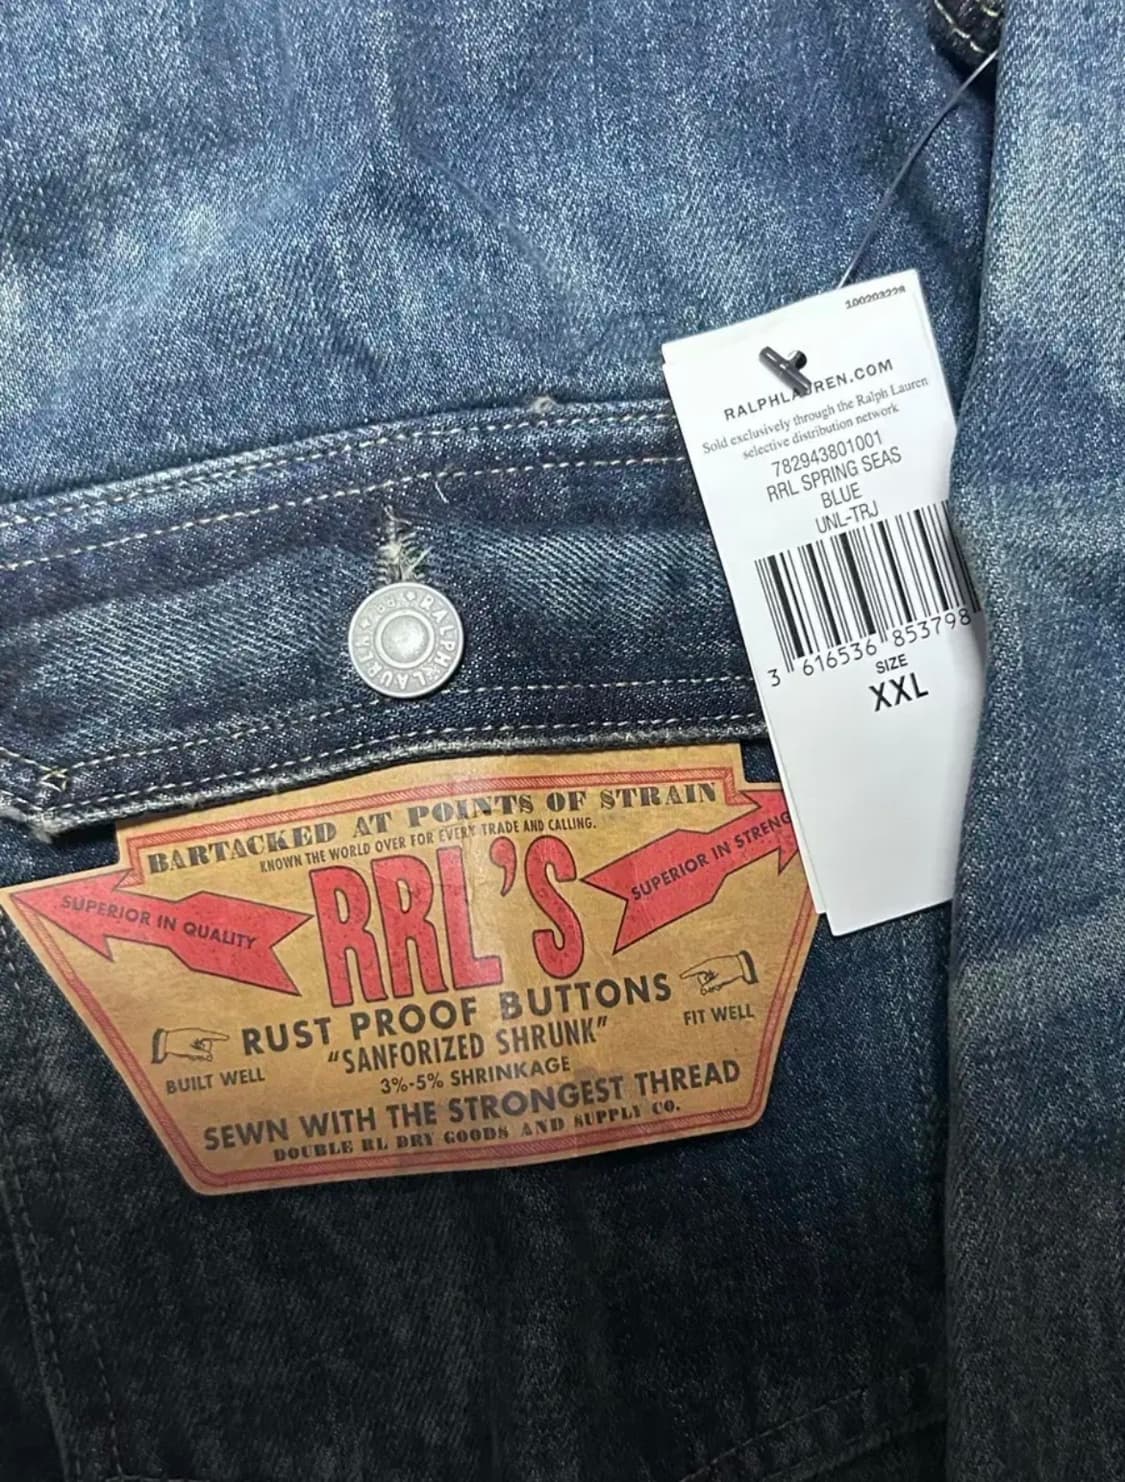 10020322R
RALPHLAUREN.COM
Sold exclusively through the Ralph Lauren
selective distribution network
782943801001
RRL SPRING SEAS
BLUE
UNL-TRJ
3 616536 853798
SIZE
XXL
RALPH LAUREN
BARTACKED AT POINTS OF STRAIN
KNOWN THE WORLD OVER FOR EVERY TRADE AND CALLING.
RRL'S
SUPERIOR IN QUALITY
SUPERIOR IN STRENG
RUST PROOF BUTTONS
"SANFORIZED SHRUNK"
3%-5% SHRINKAGE
BUILT WELL
FIT WELL
SEWN WITH THE STRONGEST THREAD
DOUBLE RL DRY GOODS AND SUPPLY CO.